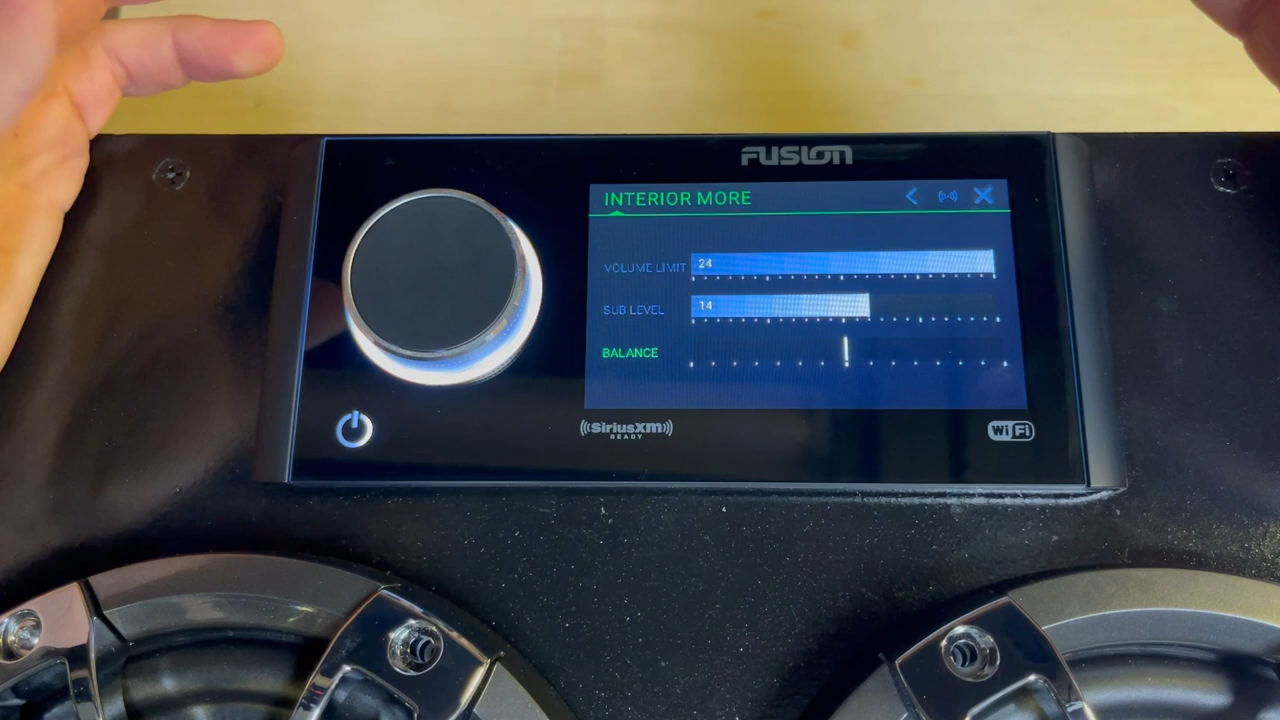 FUSION
INTERIOR MORE
VOLUME LIMIT 24
SUB LEVEL 14
BALANCE
SiriusXM
READY
WiFi